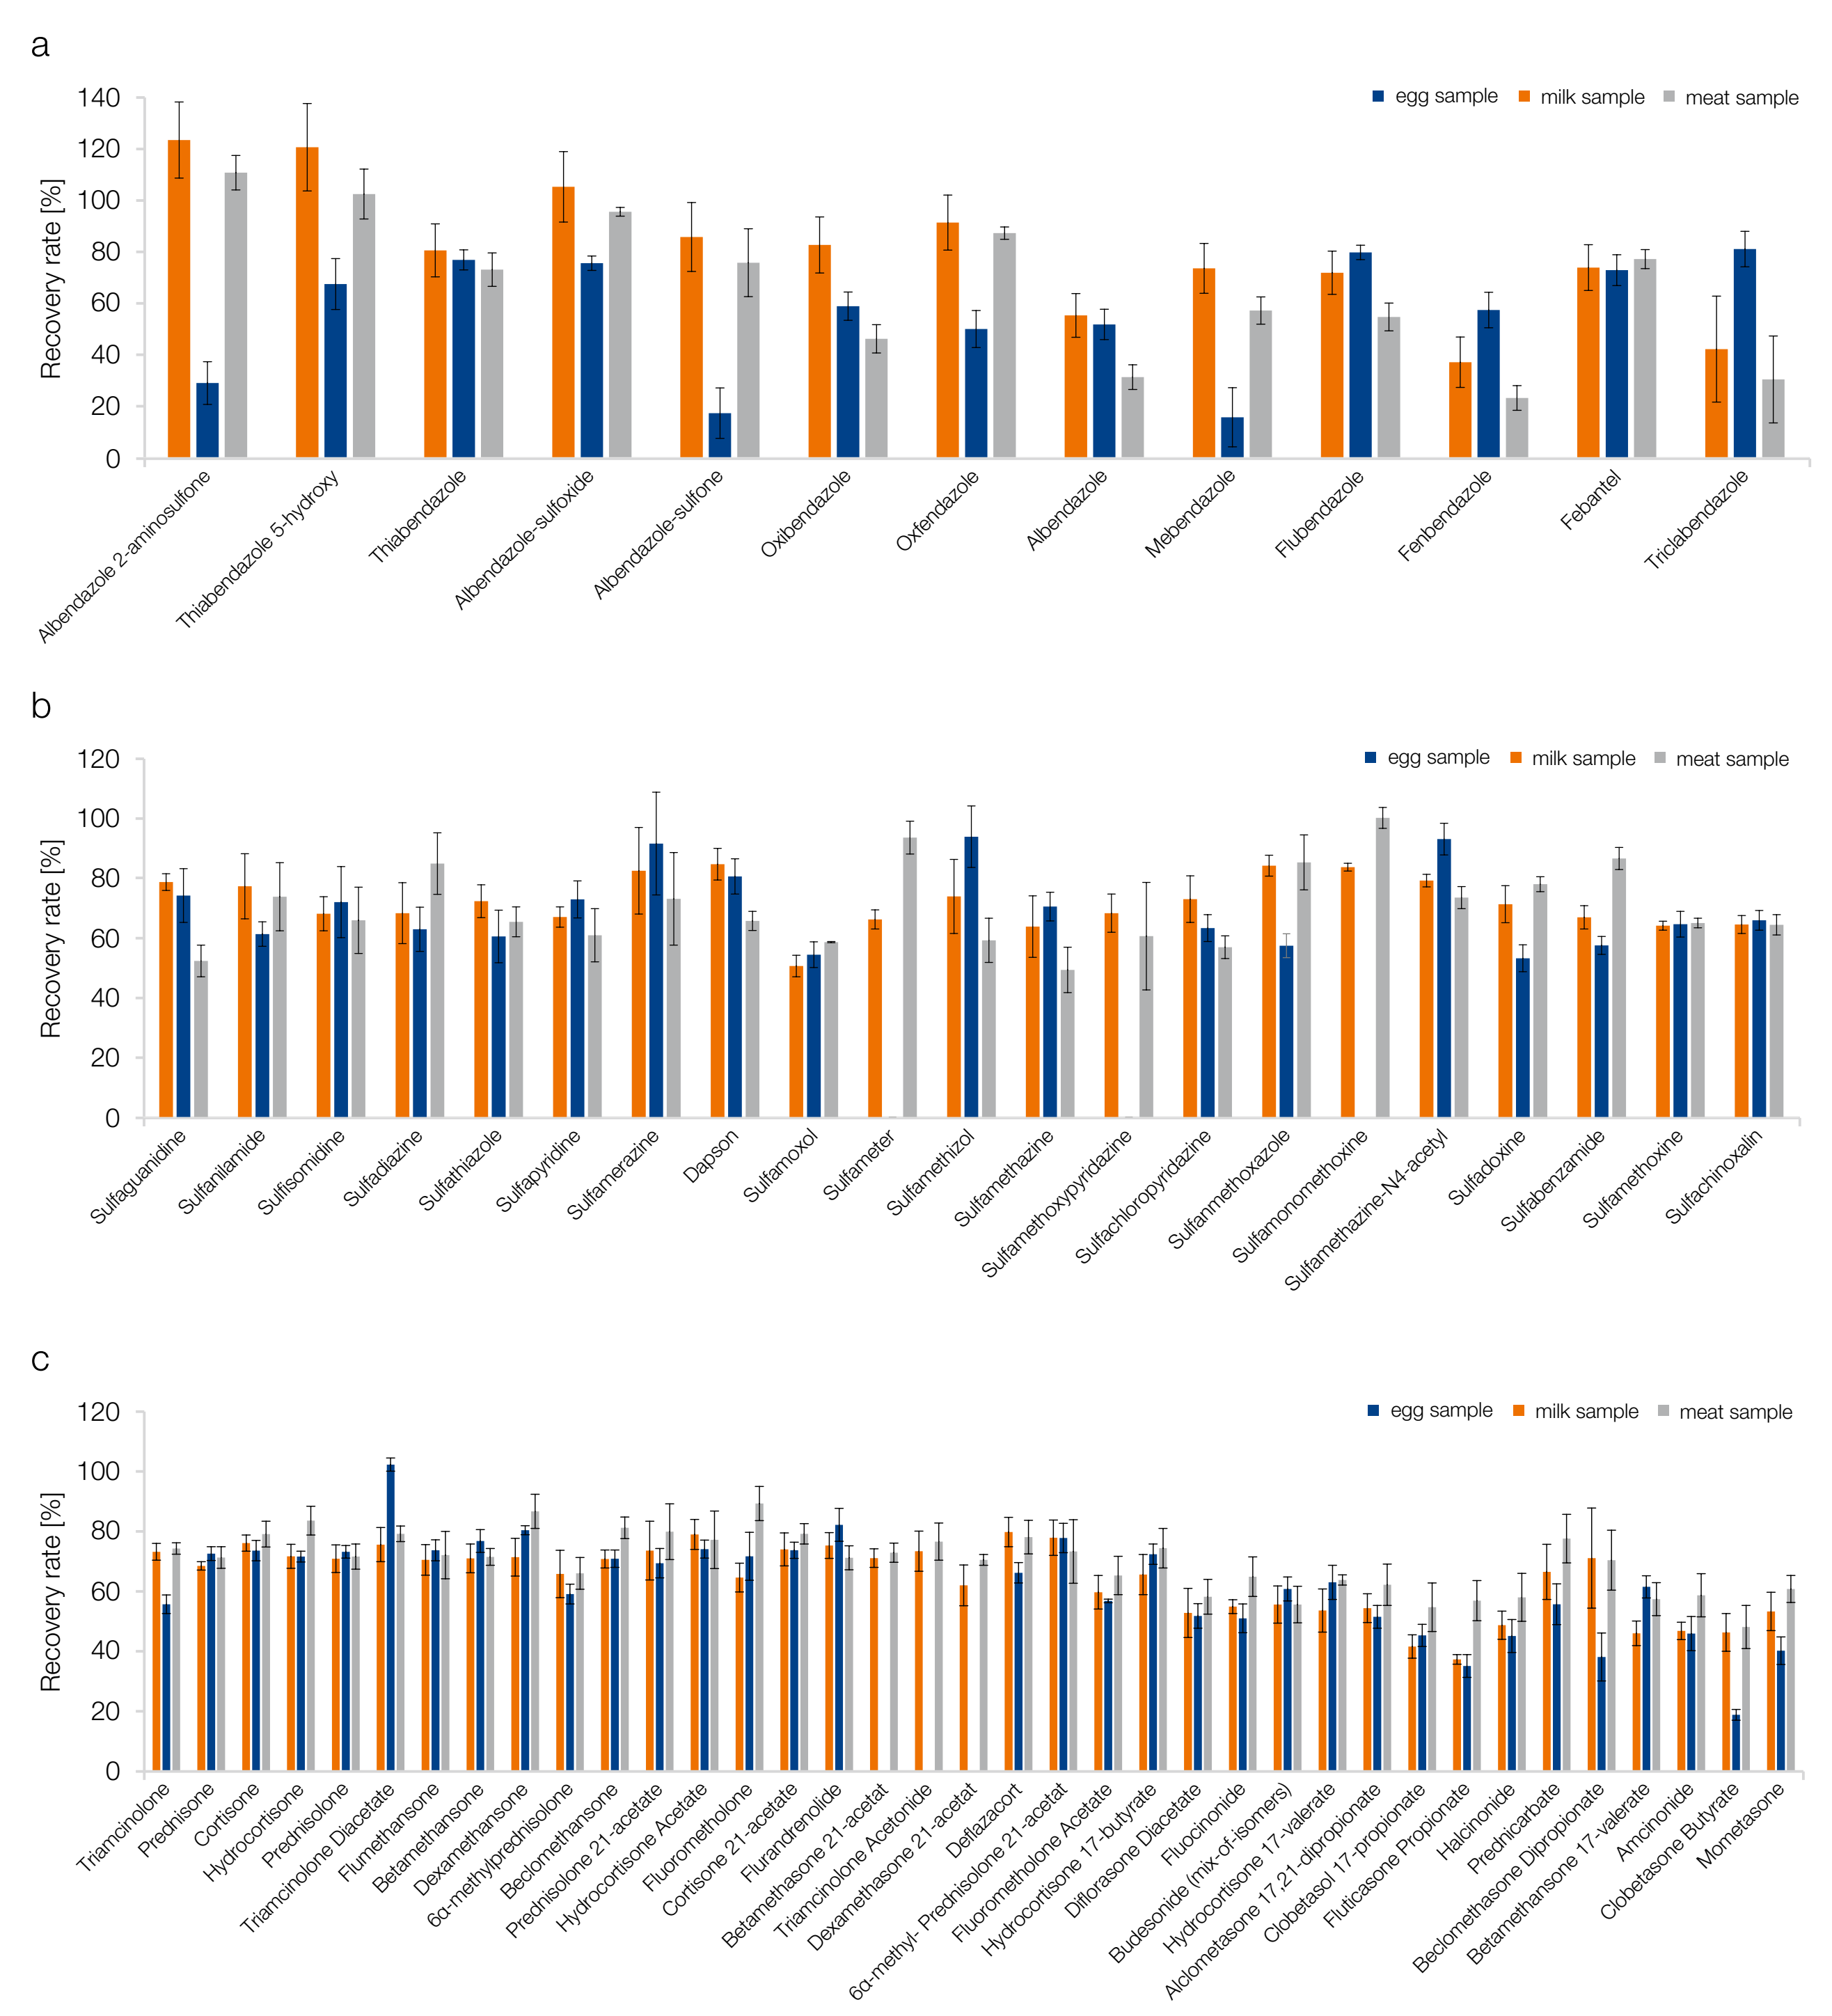 a
egg sample milk sample meat sample
Recovery rate [%]
140
120
100
80
60
40
20
0
Albendazole 2-aminosulfone
Thiabendazole 5-hydroxy
Thiabendazole
Albendazole-sulfoxide
Albendazole-sulfone
Oxibendazole
Oxfendazole
Albendazole
Mebendazole
Flubendazole
Fenbendazole
Febantel
Triclabendazole
b
egg sample milk sample meat sample
Recovery rate [%]
120
100
80
60
40
20
0
Sulfaguanidine
Sulfanilamide
Sulfisomidine
Sulfadiazine
Sulfathiazole
Sulfapyridine
Sulfamerazine
Dapson
Sulfamoxol
Sulfameter
Sulfamethizol
Sulfamethazine
Sulfamethoxypyridazine
Sulfachloropyridazine
Sulfanmethoxazole
Sulfamonomethoxine
Sulfamethazine-N4-acetyl
Sulfadoxine
Sulfabenzamide
Sulfamethoxine
Sulfachinoxalin
c
egg sample milk sample meat sample
Recovery rate [%]
120
100
80
60
40
20
0
Triamcinolone
Prednisone
Cortisone
Hydrocortisone
Prednisolone
Triamcinolone Diacetate
Flumethansone
Betamethansone
Dexamethansone
6α-methylprednisolone
Beclomethansone
Prednisolone 21-acetate
Hydrocortisone Acetate
Fluorometholone
Cortisone 21-acetate
Flurandrenolide
Betamethasone 21-acetat
Triamcinolone Acetonide
Dexamethasone 21-acetat
Deflazacort
6α-methyl- Prednisolone 21-acetat
Fluorometholone Acetate
Hydrocortisone 17-butyrate
Diflorasone Diacetate
Fluocinonide
Budesonide (mix-of-isomers)
Hydrocortisone 17-valerate
Alclometasone 17,21-dipropionate
Clobetasol 17-propionate
Fluticasone Propionate
Halcinonide
Prednicarbate
Beclomethasone Dipropionate
Betamethansone 17-valerate
Amcinonide
Clobetasone Butyrate
Mometasone